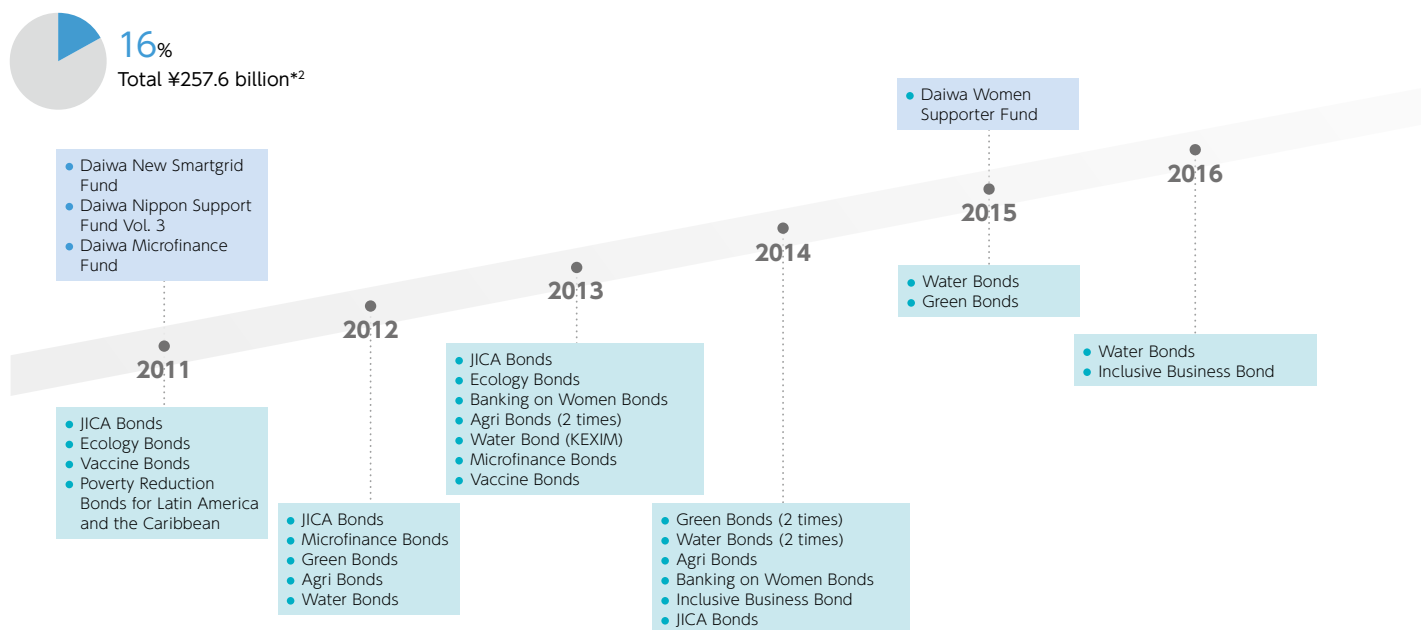 16%
Total ¥257.6 billion*2
● Daiwa New Smartgrid
Fund
● Daiwa Nippon Support
Fund Vol. 3
● Daiwa Microfinance
Fund
2011
● JICA Bonds
● Ecology Bonds
● Vaccine Bonds
● Poverty Reduction
Bonds for Latin America
and the Caribbean
2012
● JICA Bonds
● Microfinance Bonds
● Green Bonds
● Agri Bonds
● Water Bonds
2013
● JICA Bonds
● Ecology Bonds
● Banking on Women Bonds
● Agri Bonds (2 times)
● Water Bond (KEXIM)
● Microfinance Bonds
● Vaccine Bonds
2014
● Green Bonds (2 times)
● Water Bonds (2 times)
● Agri Bonds
● Banking on Women Bonds
● Inclusive Business Bond
● JICA Bonds
● Daiwa Women
Supporter Fund
2015
● Water Bonds
● Green Bonds
2016
● Water Bonds
● Inclusive Business Bond